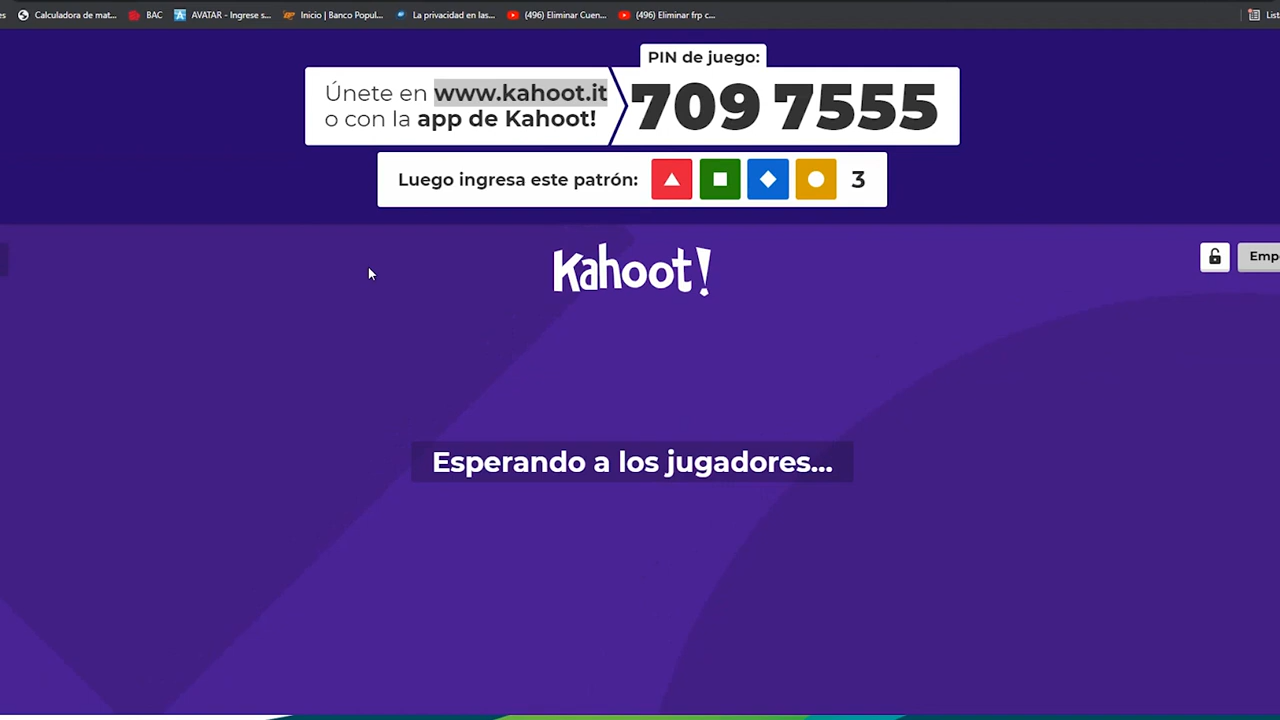 es Calculadora de mat... BAC AVATAR - Ingrese s... Inicio | Banco Popul... La privacidad en las... (496) Eliminar Cuen... (496) Eliminar frp c... List
PIN de juego:
Únete en www.kahoot.it
o con la app de Kahoot!
709 7555
Luego ingresa este patrón: 3
Kahoot!
Emp
Esperando a los jugadores...